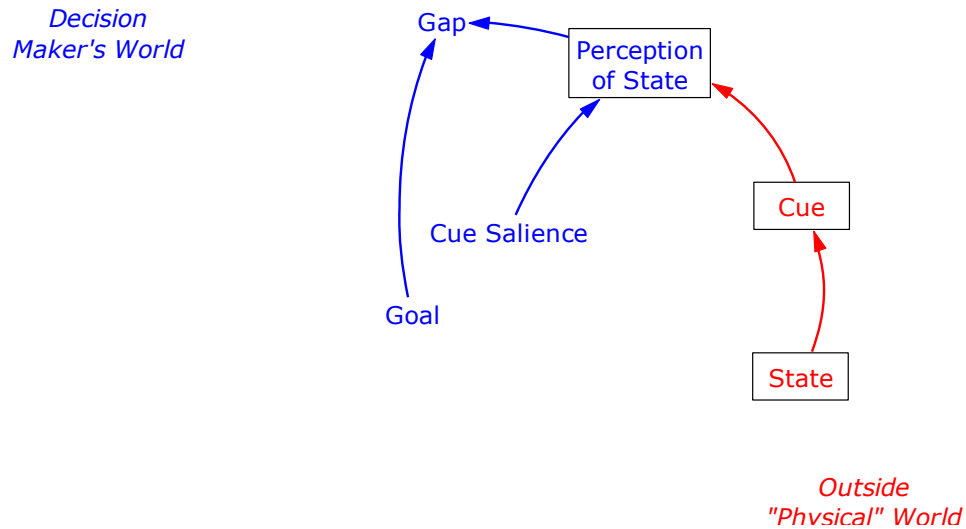 Decision
Maker's World
Gap
Perception
of State
Cue
Cue Salience
Goal
State
Outside
"Physical" World